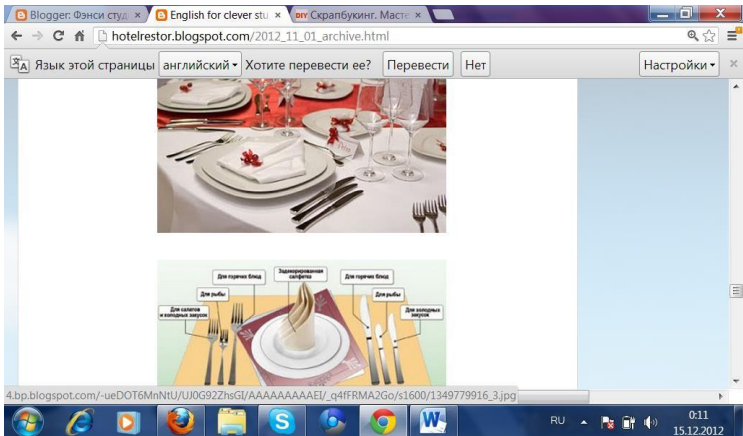 Blogger: Фэнси студ
English for clever stu
DIY Скрапбукинг. Масте
hotelrestor.blogspot.com/2012_11_01_archive.html
Язык этой страницы английский Хотите перевести ее? Перевести Нет Настройки
Для горячих блюд
Задекорированная салфетка
Для горячих блюд
Для рыбы
Для рыбы
Для салатов и холодных закусок
Для холодных закусок
4.bp.blogspot.com/-ueDOT6MnNtU/UJ0G92ZhsGI/AAAAAAAAAEI/_q4fFRMA2Go/s1600/1349779916_3.jpg
RU
0:11
15.12.2012